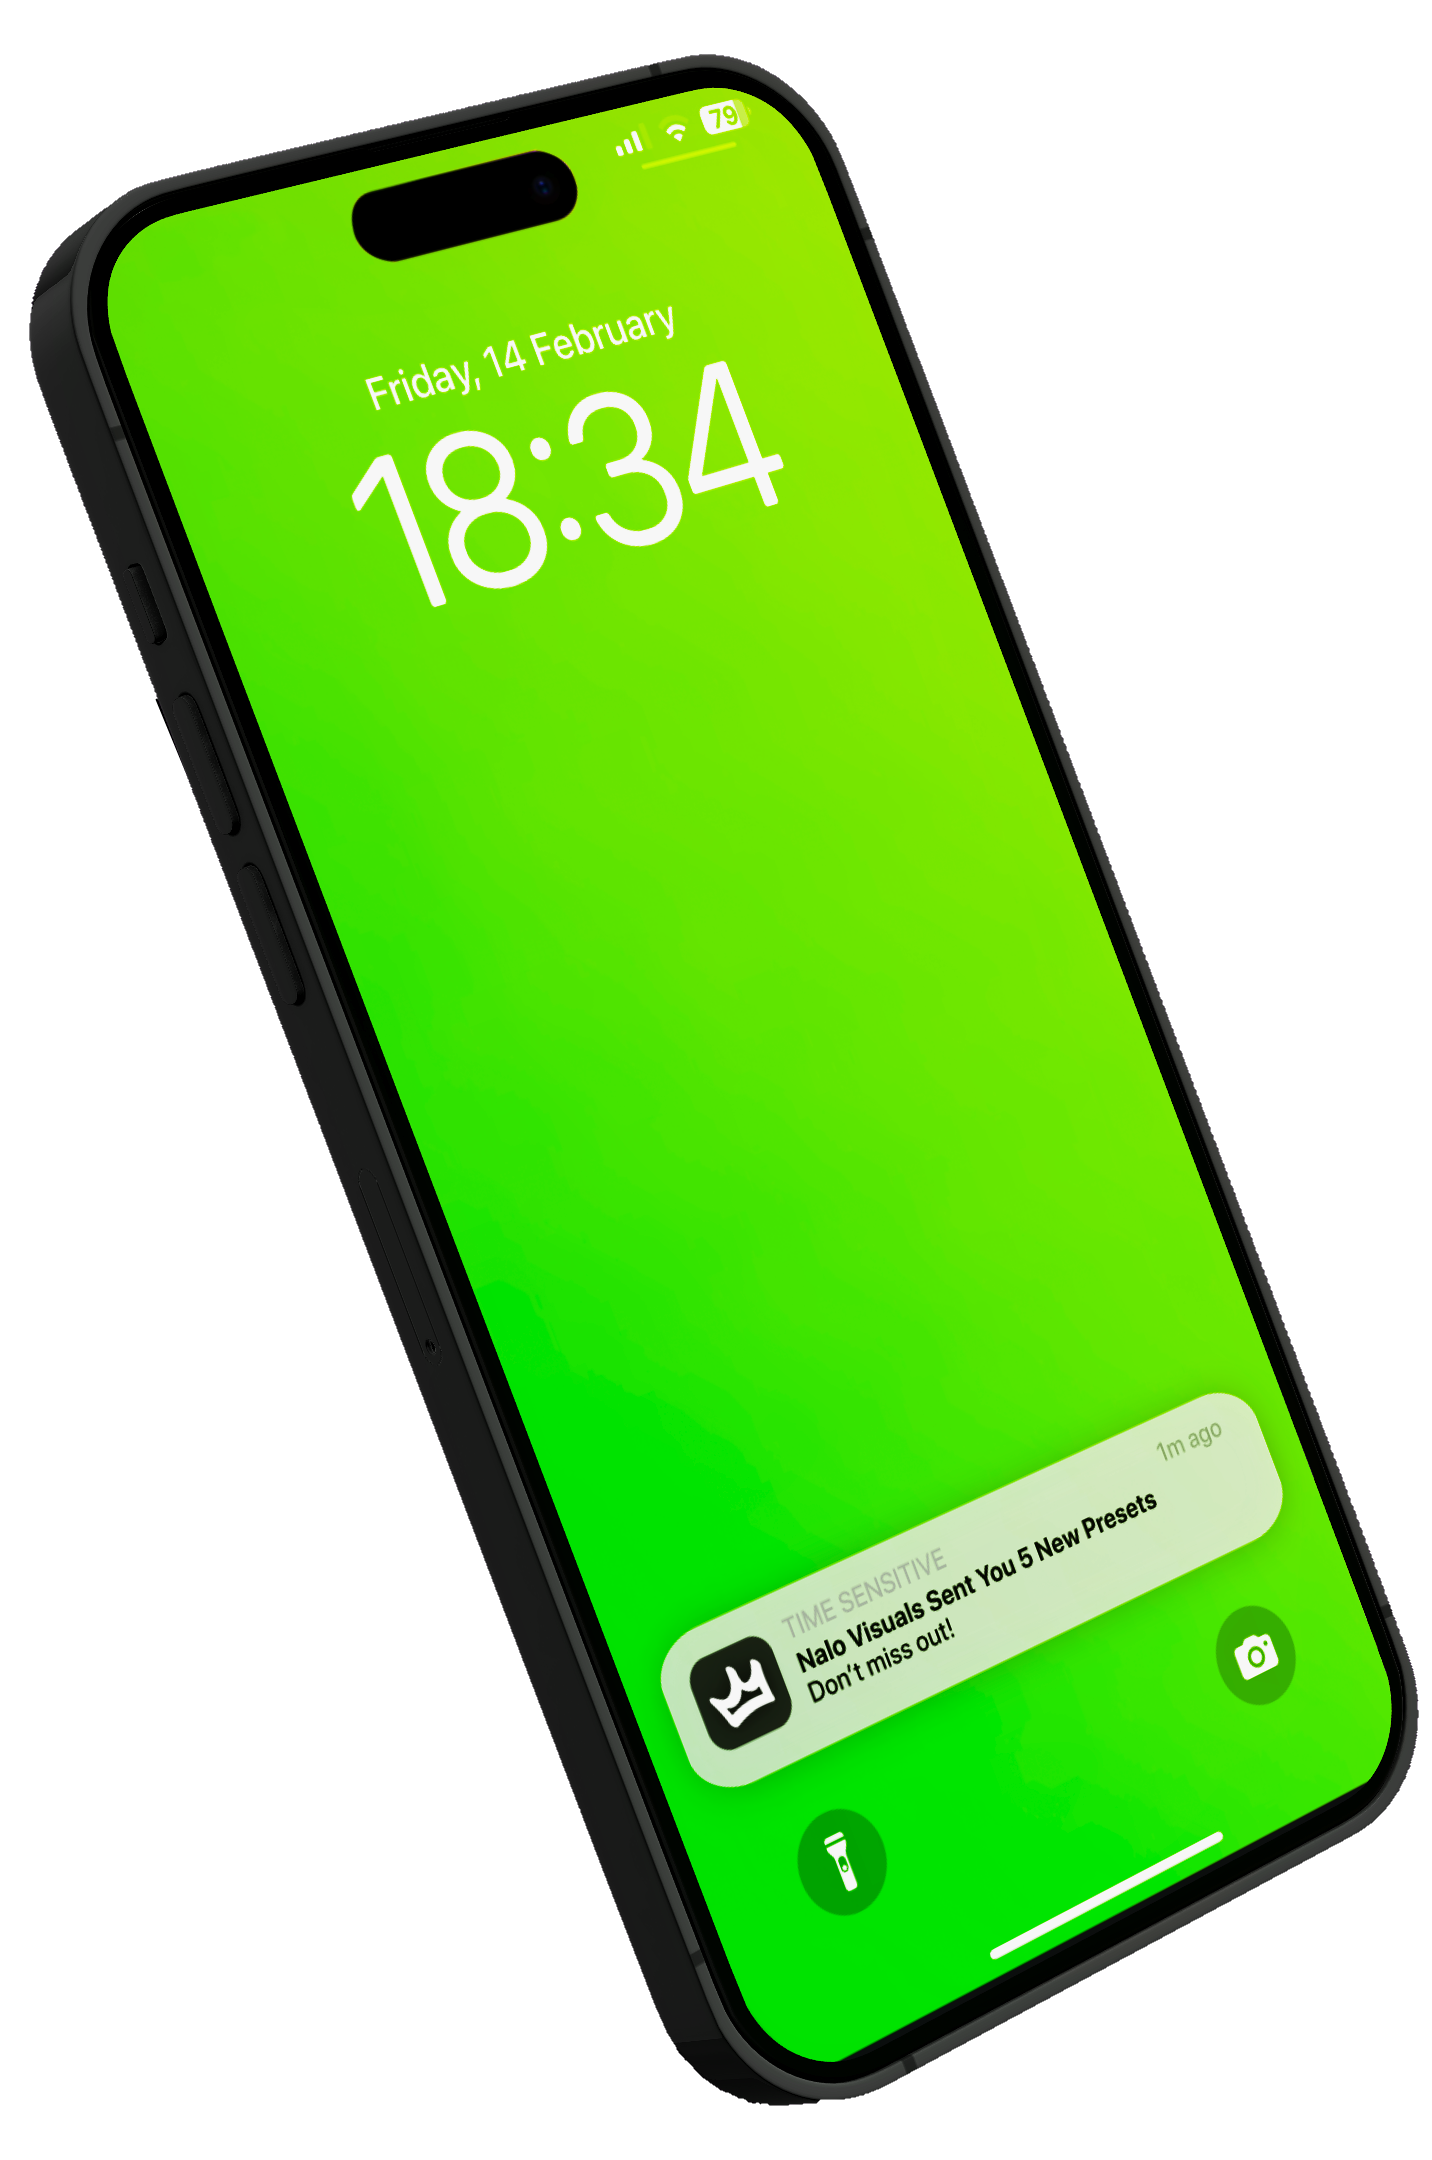 79
Friday, 14 February
18:34
1m ago
TIME SENSITIVE
Nalo Visuals Sent You 5 New Presets
Don't miss out!